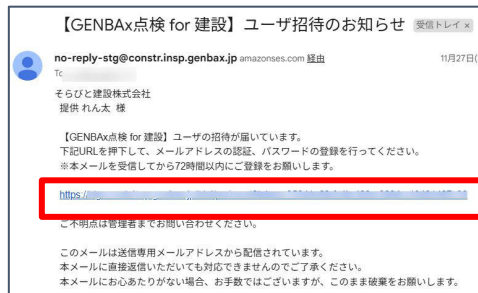 【GENBAx点検 for 建設】ユーザ招待のお知らせ 受信トレイ ×
no-reply-stg@constr.insp.genbax.jp amazonses.com 経由 11月27日(
To
そらびと建設株式会社
提供 れん太 様
【GENBAx点検 for 建設】ユーザの招待が届いています。
下記URLを押下して、メールアドレスの認証、パスワードの登録を行ってください。
※本メールを受信してから72時間以内にご登録をお願いします。
https:/
ご不明点は管理者までお問い合わせください。
このメールは送信専用メールアドレスから配信されています。
本メールに直接返信いただいても対応できませんのでご了承ください。
本メールにお心あたりがない場合、お手数ではございますが、このまま破棄をお願いします。